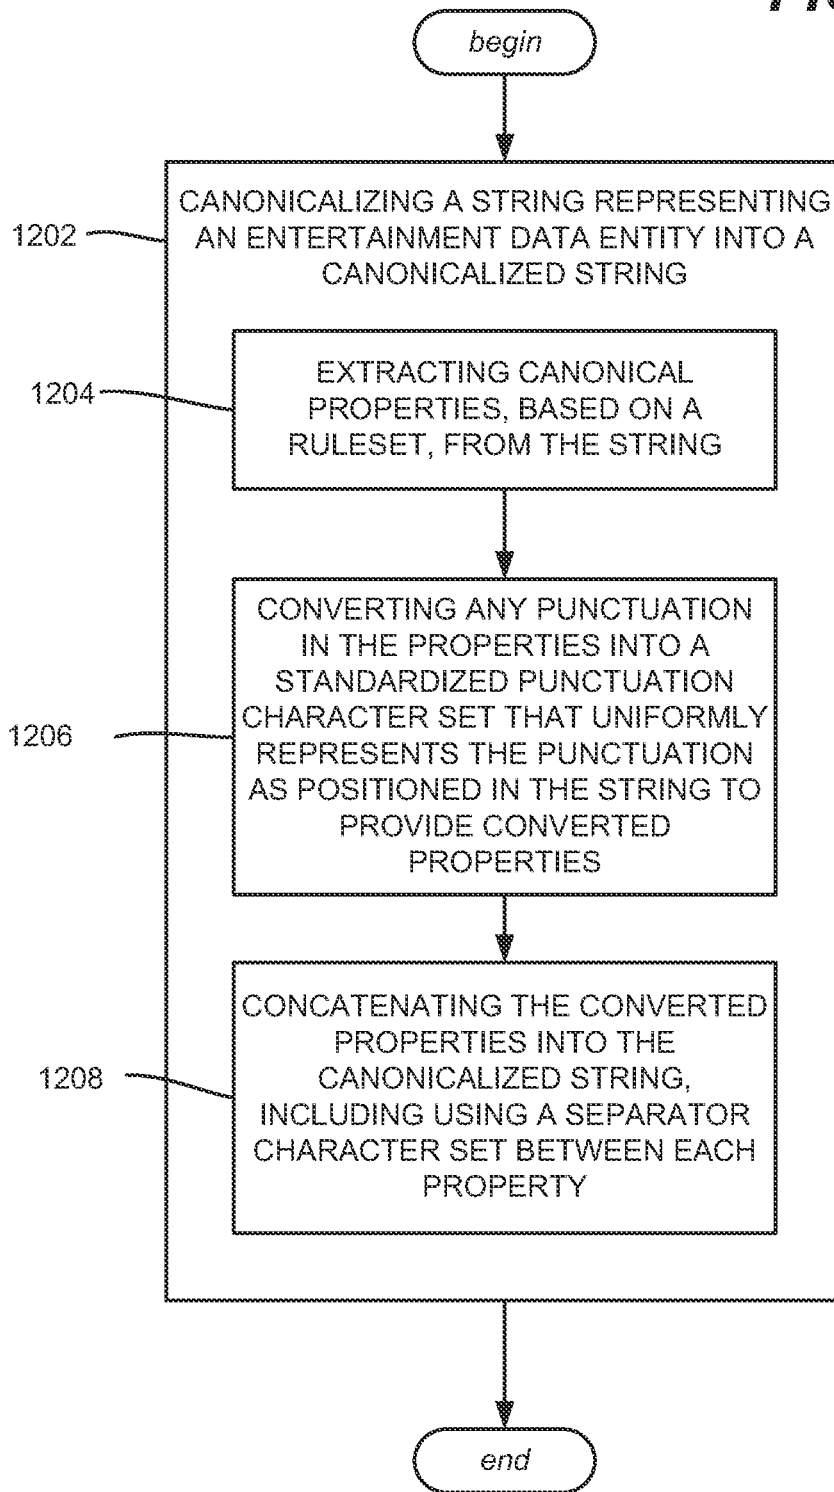 begin
1202
CANONICALIZING A STRING REPRESENTING
AN ENTERTAINMENT DATA ENTITY INTO A
CANONICALIZED STRING
1204
EXTRACTING CANONICAL
PROPERTIES, BASED ON A
RULESET, FROM THE STRING
1206
CONVERTING ANY PUNCTUATION
IN THE PROPERTIES INTO A
STANDARDIZED PUNCTUATION
CHARACTER SET THAT UNIFORMLY
REPRESENTS THE PUNCTUATION
AS POSITIONED IN THE STRING TO
PROVIDE CONVERTED
PROPERTIES
1208
CONCATENATING THE CONVERTED
PROPERTIES INTO THE
CANONICALIZED STRING,
INCLUDING USING A SEPARATOR
CHARACTER SET BETWEEN EACH
PROPERTY
end